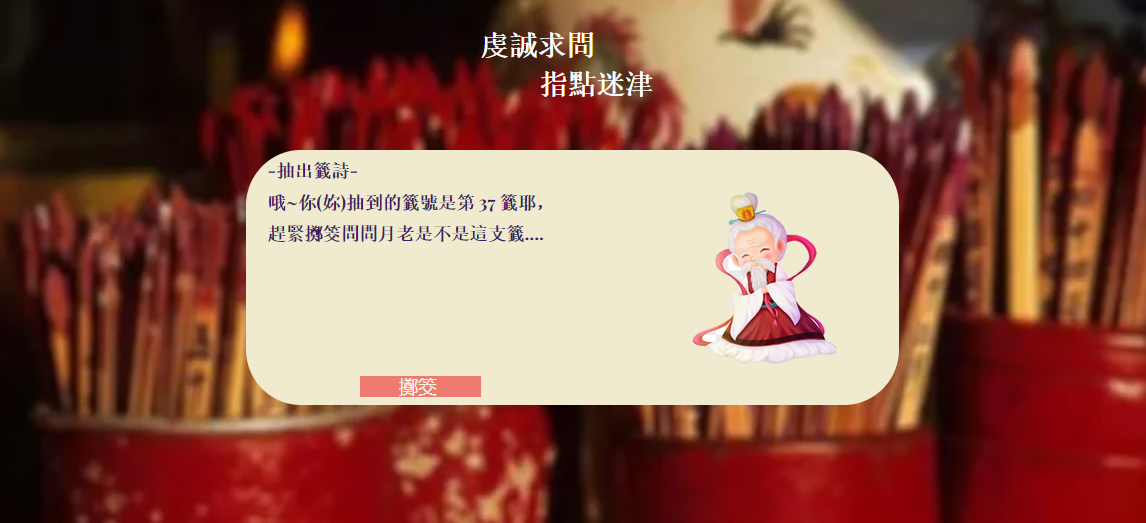 虔誠求問
指點迷津
-抽出籤詩-
哦~你(妳)抽到的籤號是第 37 籤耶,
趕緊擲筊問問月老是不是這支籤....
擲筊